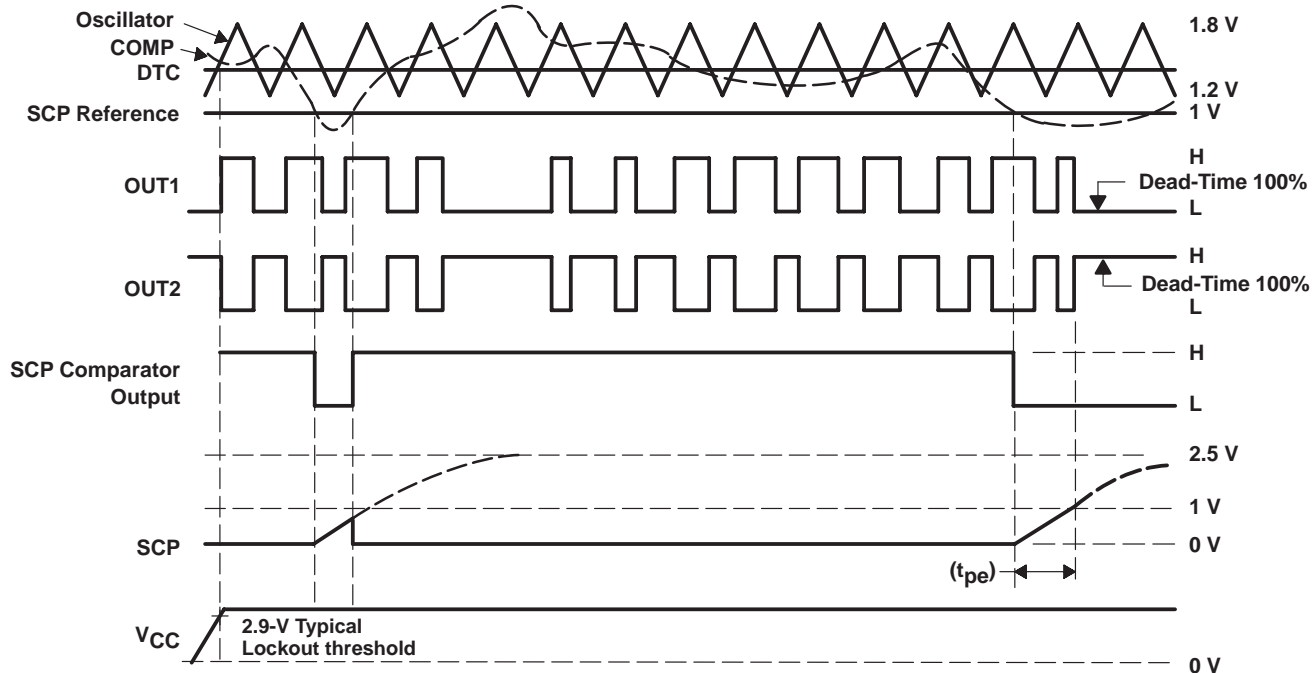 Oscillator
COMP
DTC
SCP Reference
1.8 V
1.2 V
1 V
OUT1
H
Dead-Time 100%
L
OUT2
H
Dead-Time 100%
L
SCP Comparator
Output
H
L
2.5 V
1 V
SCP
0 V
(tpe)
VCC
2.9-V Typical
Lockout threshold
0 V